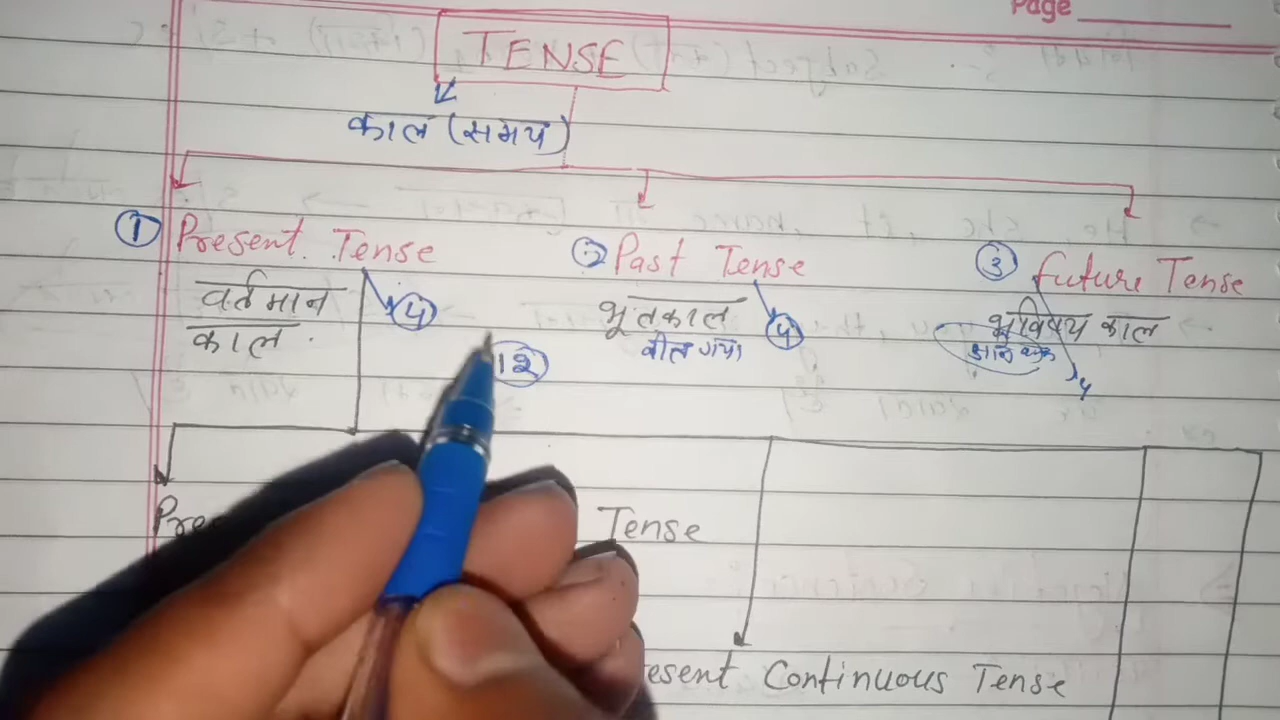 Page
TENSE
काल (समय)
① Present Tense
② Past Tense
③ Future Tense
वर्तमान
काल
4
भूतकाल
बीत गया
4
भविष्य काल
4
12
Pre
Tense
esent Continuous Tense